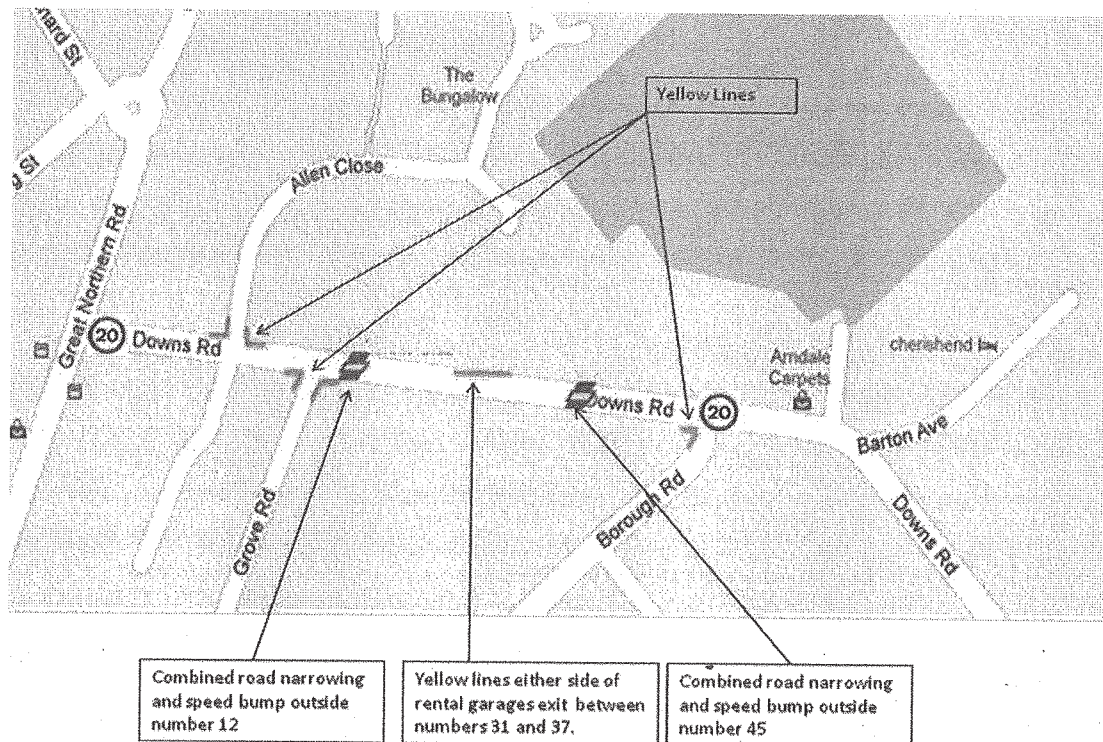 The
Bungalow
Yellow Lines
Allen Close
Great Northern Rd
20
Downs Rd
cherishend
Arndale
Carpets
Downs Rd
20
Barton Ave
Grove Rd
Borough Rd
Downs Rd
Combined road narrowing
and speed bump outside
number 12
Yellow lines either side of
rental garages exit between
numbers 31 and 37.
Combined road narrowing
and speed bump outside
number 45